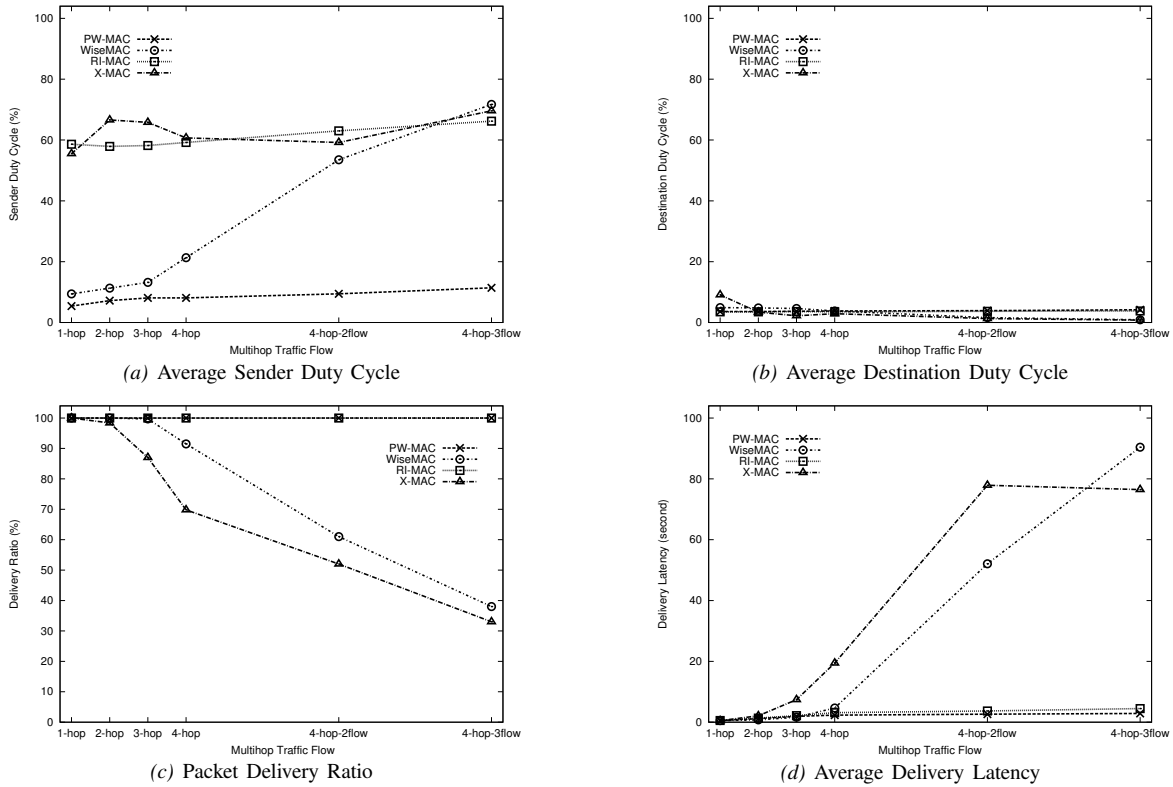 100
80
60
40
20
0
Sender Duty Cycle (%)
PW-MAC
WiseMAC
RI-MAC
X-MAC
1-hop 2-hop 3-hop 4-hop 4-hop-2flow 4-hop-3flow
Multihop Traffic Flow
(a) Average Sender Duty Cycle
100
80
60
40
20
0
Destination Duty Cycle (%)
PW-MAC
WiseMAC
RI-MAC
X-MAC
1-hop 2-hop 3-hop 4-hop 4-hop-2flow 4-hop-3flow
Multihop Traffic Flow
(b) Average Destination Duty Cycle
100
90
80
70
60
50
40
30
20
10
0
Delivery Ratio (%)
PW-MAC
WiseMAC
RI-MAC
X-MAC
1-hop 2-hop 3-hop 4-hop 4-hop-2flow 4-hop-3flow
Multihop Traffic Flow
(c) Packet Delivery Ratio
100
80
60
40
20
0
Delivery Latency (second)
PW-MAC
WiseMAC
RI-MAC
X-MAC
1-hop 2-hop 3-hop 4-hop 4-hop-2flow 4-hop-3flow
Multihop Traffic Flow
(d) Average Delivery Latency